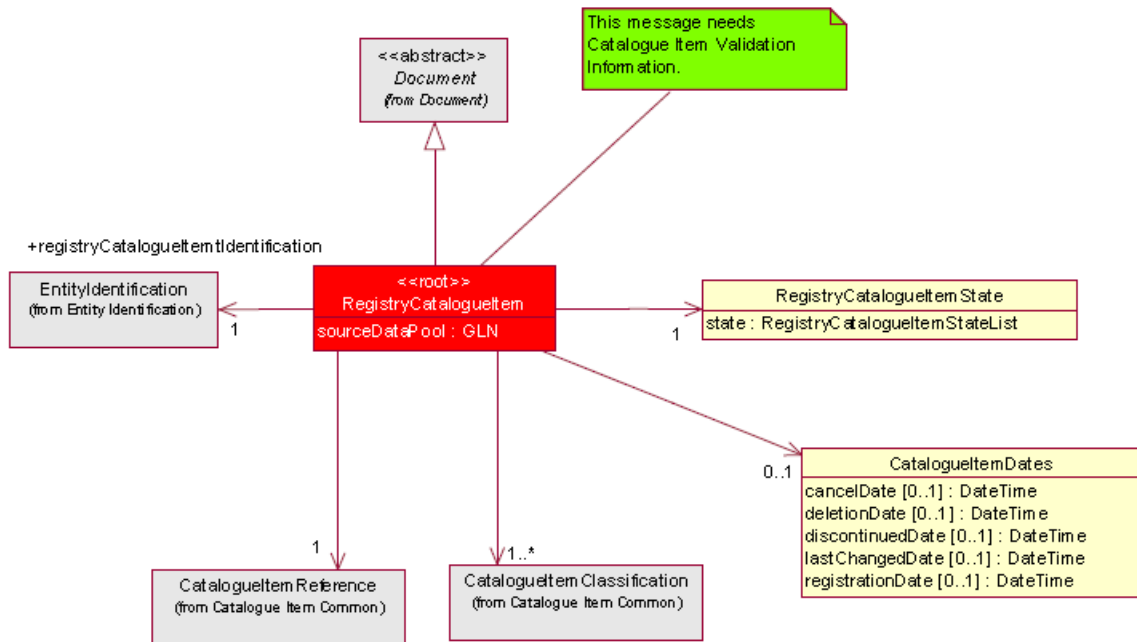 This message needs
Catalogue Item Validation
Information.
<<abstract>>
Document
(from Document)
+registryCatalogueItemtIdentification
EntityIdentification
(from Entity Identification)
1
<<root>>
RegistryCatalogueItem
sourceDataPool : GLN
RegistryCatalogueItemState
state : RegistryCatalogueItemStateList
1
0..1
CatalogueItemDates
cancelDate [0..1] : DateTime
deletionDate [0..1] : DateTime
discontinuedDate [0..1] : DateTime
lastChangedDate [0..1] : DateTime
registrationDate [0..1] : DateTime
1
CatalogueItemReference
(from Catalogue Item Common)
1..*
CatalogueItemClassification
(from Catalogue Item Common)